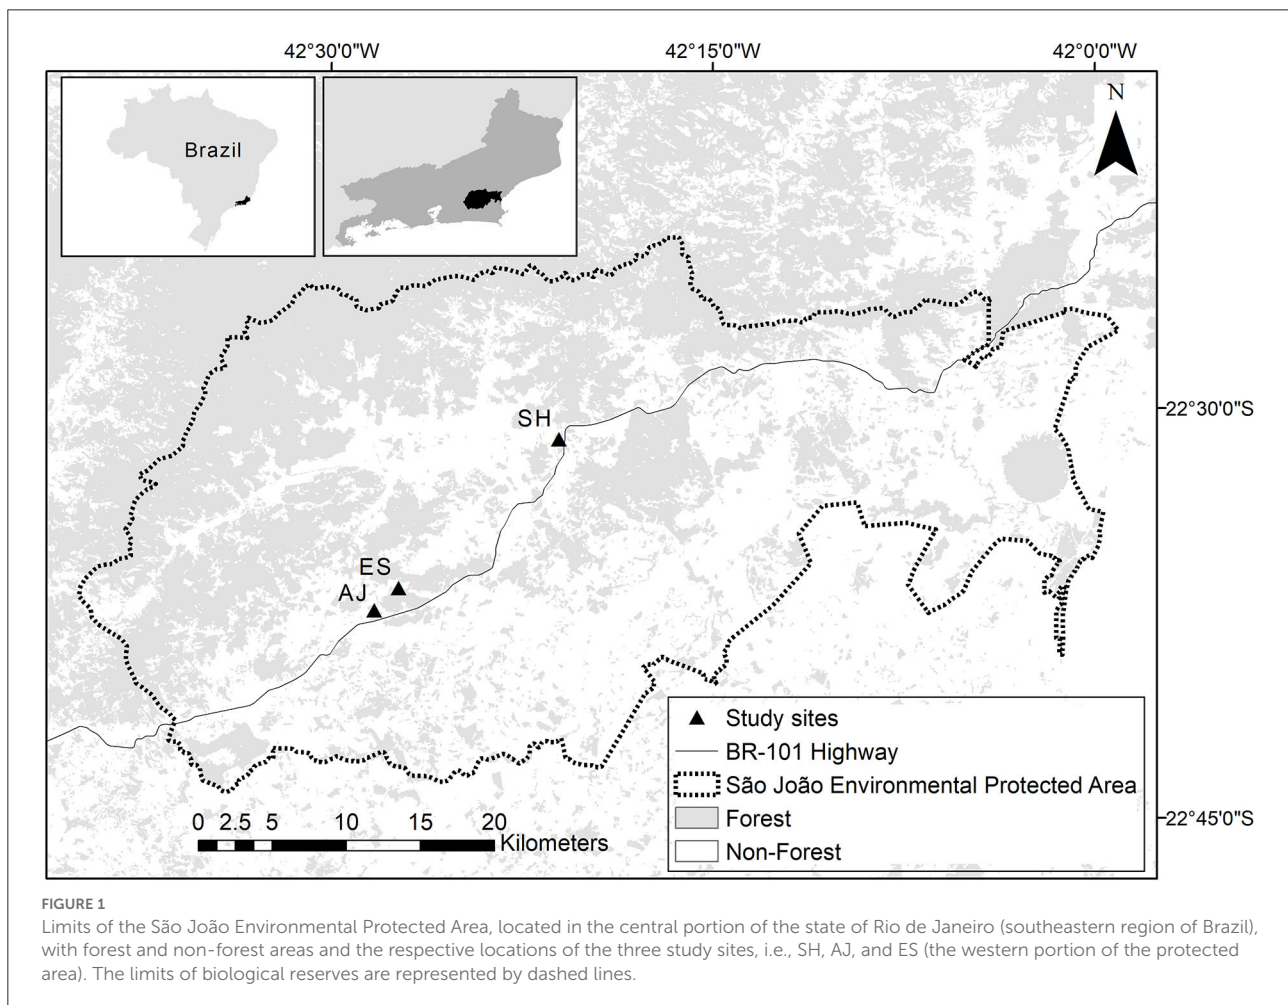 42°30'0"W 42°15'0"W 42°0'0"W
N
Brazil
22°30'0"S
SH
ES
AJ
Study sites
BR-101 Highway
São João Environmental Protected Area
Forest
Non-Forest
22°45'0"S
0 2.5 5 10 15 20
Kilometers
FIGURE 1
Limits of the São João Environmental Protected Area, located in the central portion of the state of Rio de Janeiro (southeastern region of Brazil),
with forest and non-forest areas and the respective locations of the three study sites, i.e., SH, AJ, and ES (the western portion of the protected
area). The limits of biological reserves are represented by dashed lines.